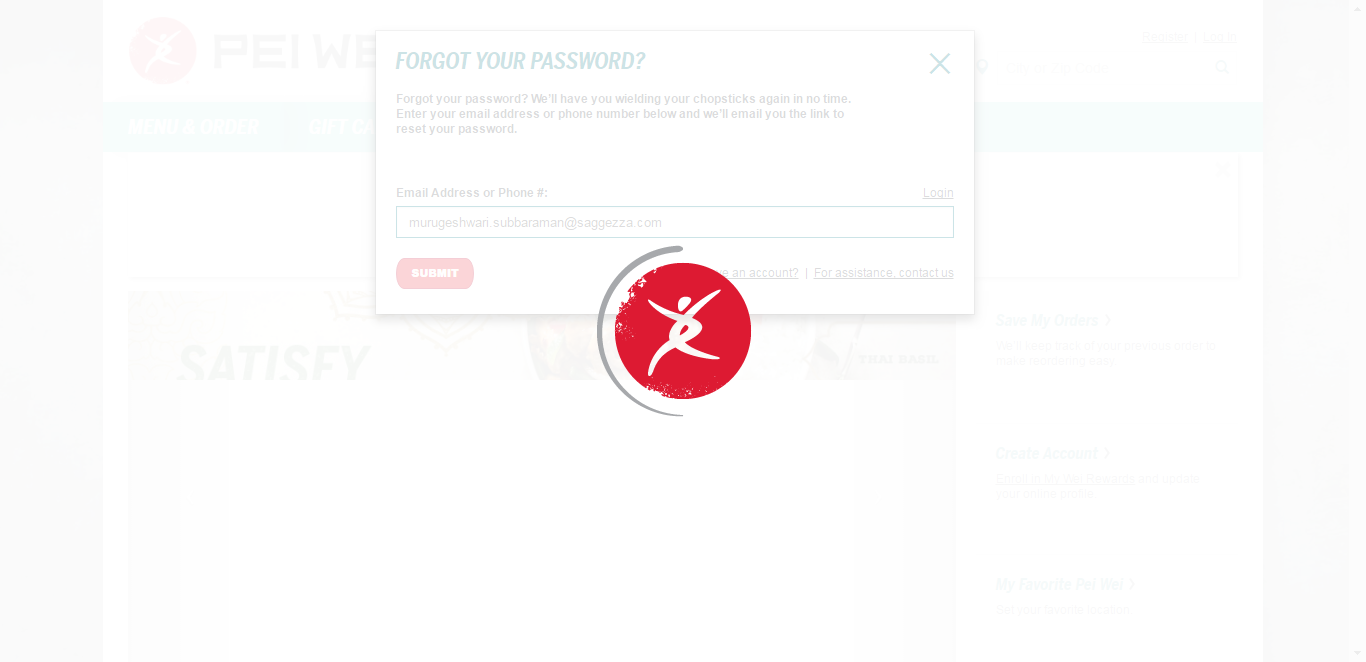 PEI WE
Register | Log In
MENU & ORDER
GIFT CA
FORGOT YOUR PASSWORD?
Forgot your password? We'll have you wielding your chopsticks again in no time.
Enter your email address or phone number below and we'll email you the link to
reset your password.
Email Address or Phone #:
Login
murugeshwari.subbaraman@saggezza.com
SUBMIT
an account? | For assistance, contact us
SATISFY
THAI BASIL
Save My Orders
We'll keep track of your previous order to
make reordering easy.
Create Account
Enroll in My Wei Rewards and update
your online profile.
My Favorite Pei Wei
Set your favorite location